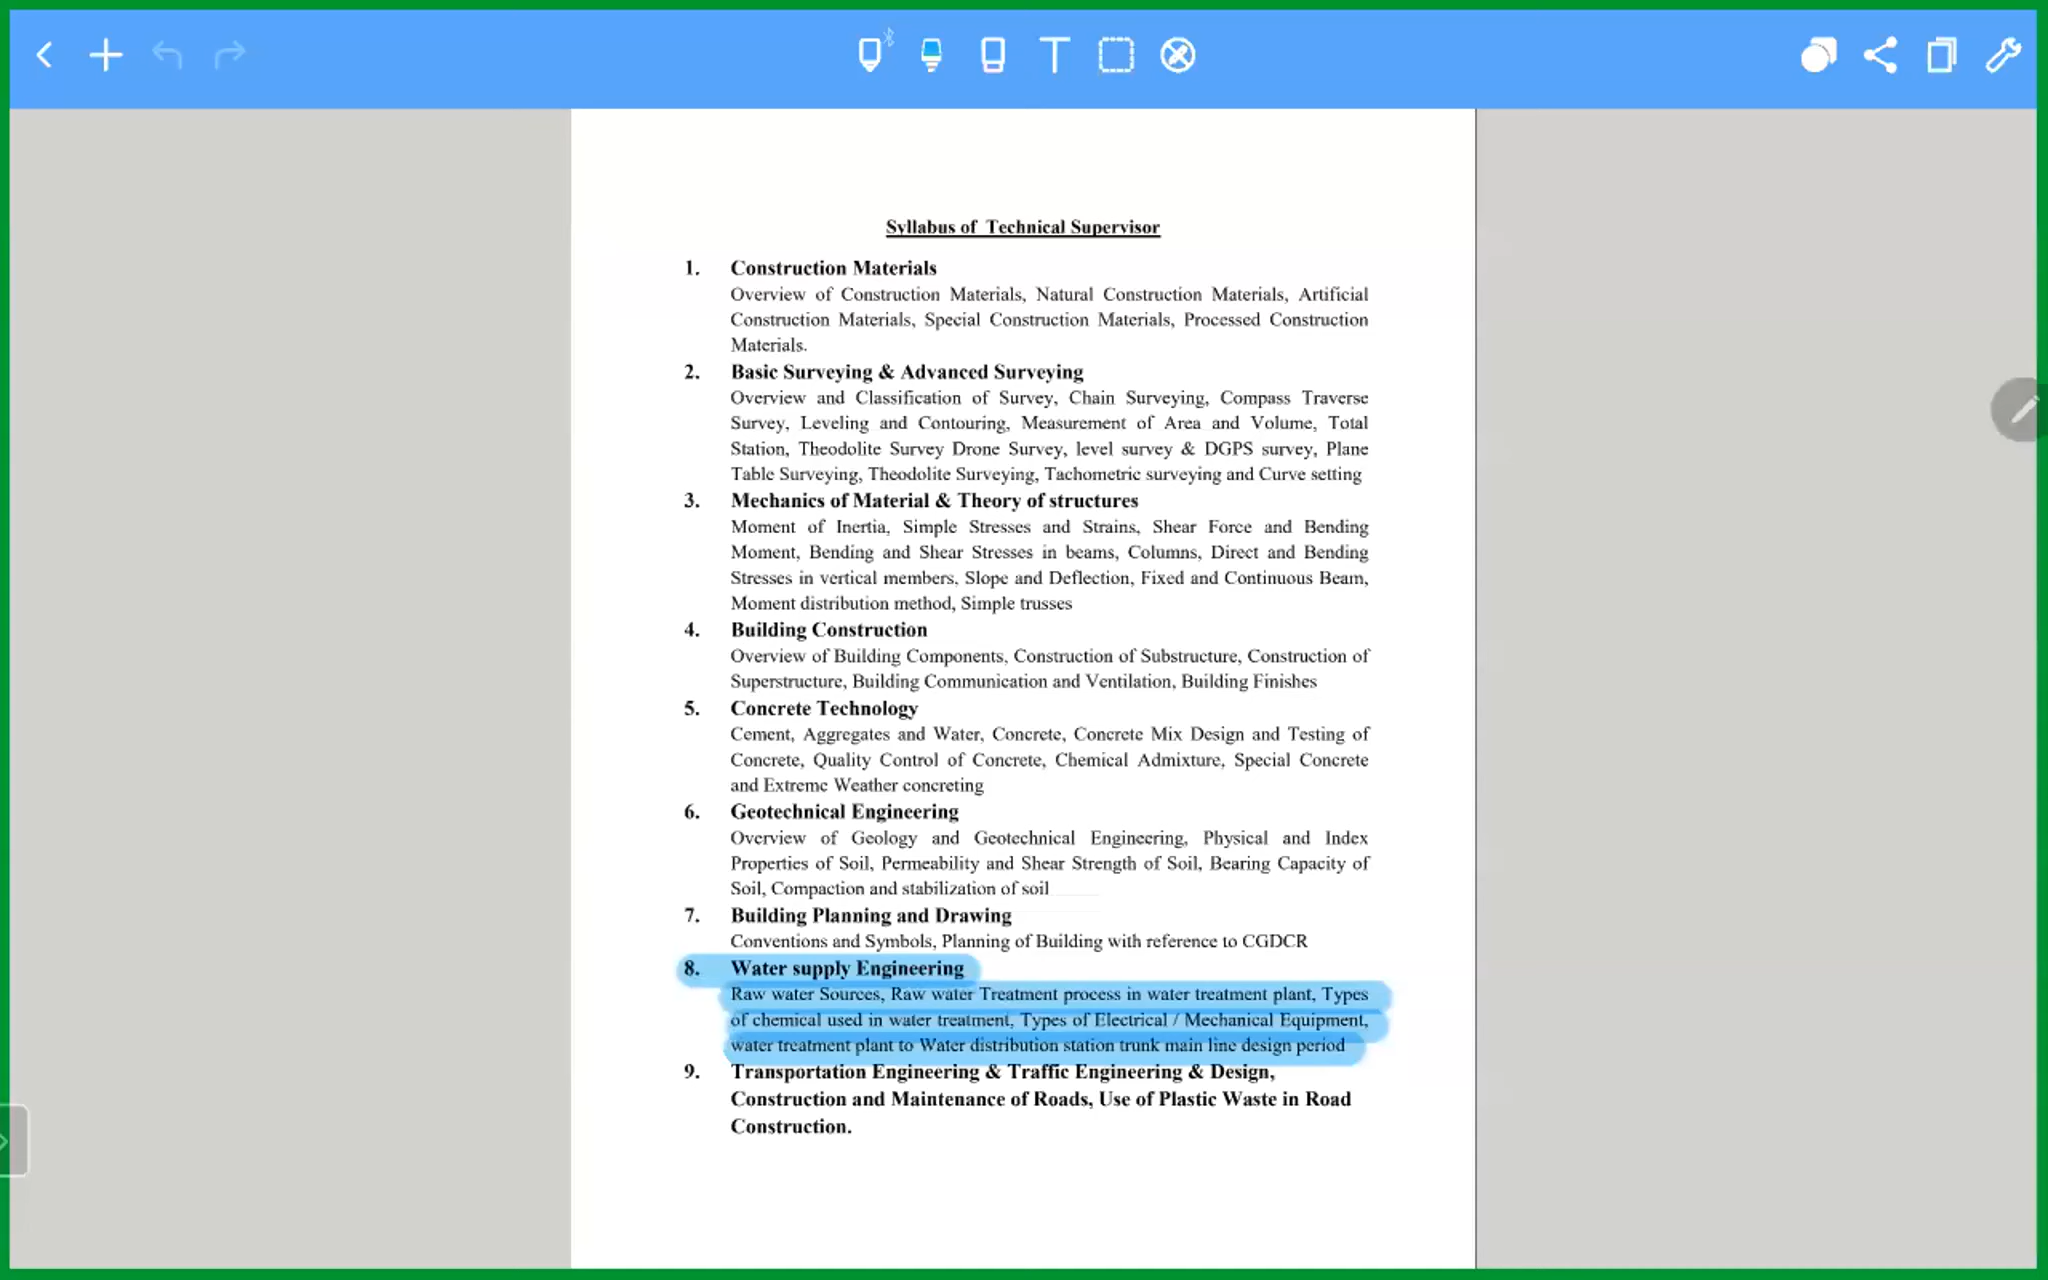 Syllabus of Technical Supervisor
1. Construction Materials
Overview of Construction Materials, Natural Construction Materials, Artificial
Construction Materials, Special Construction Materials, Processed Construction
Materials.
2. Basic Surveying & Advanced Surveying
Overview and Classification of Survey, Chain Surveying, Compass Traverse
Survey, Leveling and Contouring, Measurement of Area and Volume, Total
Station, Theodolite Survey Drone Survey, level survey & DGPS survey, Plane
Table Surveying, Theodolite Surveying, Tachometric surveying and Curve setting
3. Mechanics of Material & Theory of structures
Moment of Inertia, Simple Stresses and Strains, Shear Force and Bending
Moment, Bending and Shear Stresses in beams, Columns, Direct and Bending
Stresses in vertical members, Slope and Deflection, Fixed and Continuous Beam,
Moment distribution method, Simple trusses
4. Building Construction
Overview of Building Components, Construction of Substructure, Construction of
Superstructure, Building Communication and Ventilation, Building Finishes
5. Concrete Technology
Cement, Aggregates and Water, Concrete, Concrete Mix Design and Testing of
Concrete, Quality Control of Concrete, Chemical Admixture, Special Concrete
and Extreme Weather concreting
6. Geotechnical Engineering
Overview of Geology and Geotechnical Engineering, Physical and Index
Properties of Soil, Permeability and Shear Strength of Soil, Bearing Capacity of
Soil, Compaction and stabilization of soil
7. Building Planning and Drawing
Conventions and Symbols, Planning of Building with reference to CGDCR
8. Water supply Engineering
Raw water Sources, Raw water Treatment process in water treatment plant, Types
of chemical used in water treatment, Types of Electrical / Mechanical Equipment,
water treatment plant to Water distribution station trunk main line design period
9. Transportation Engineering & Traffic Engineering & Design,
Construction and Maintenance of Roads, Use of Plastic Waste in Road
Construction.